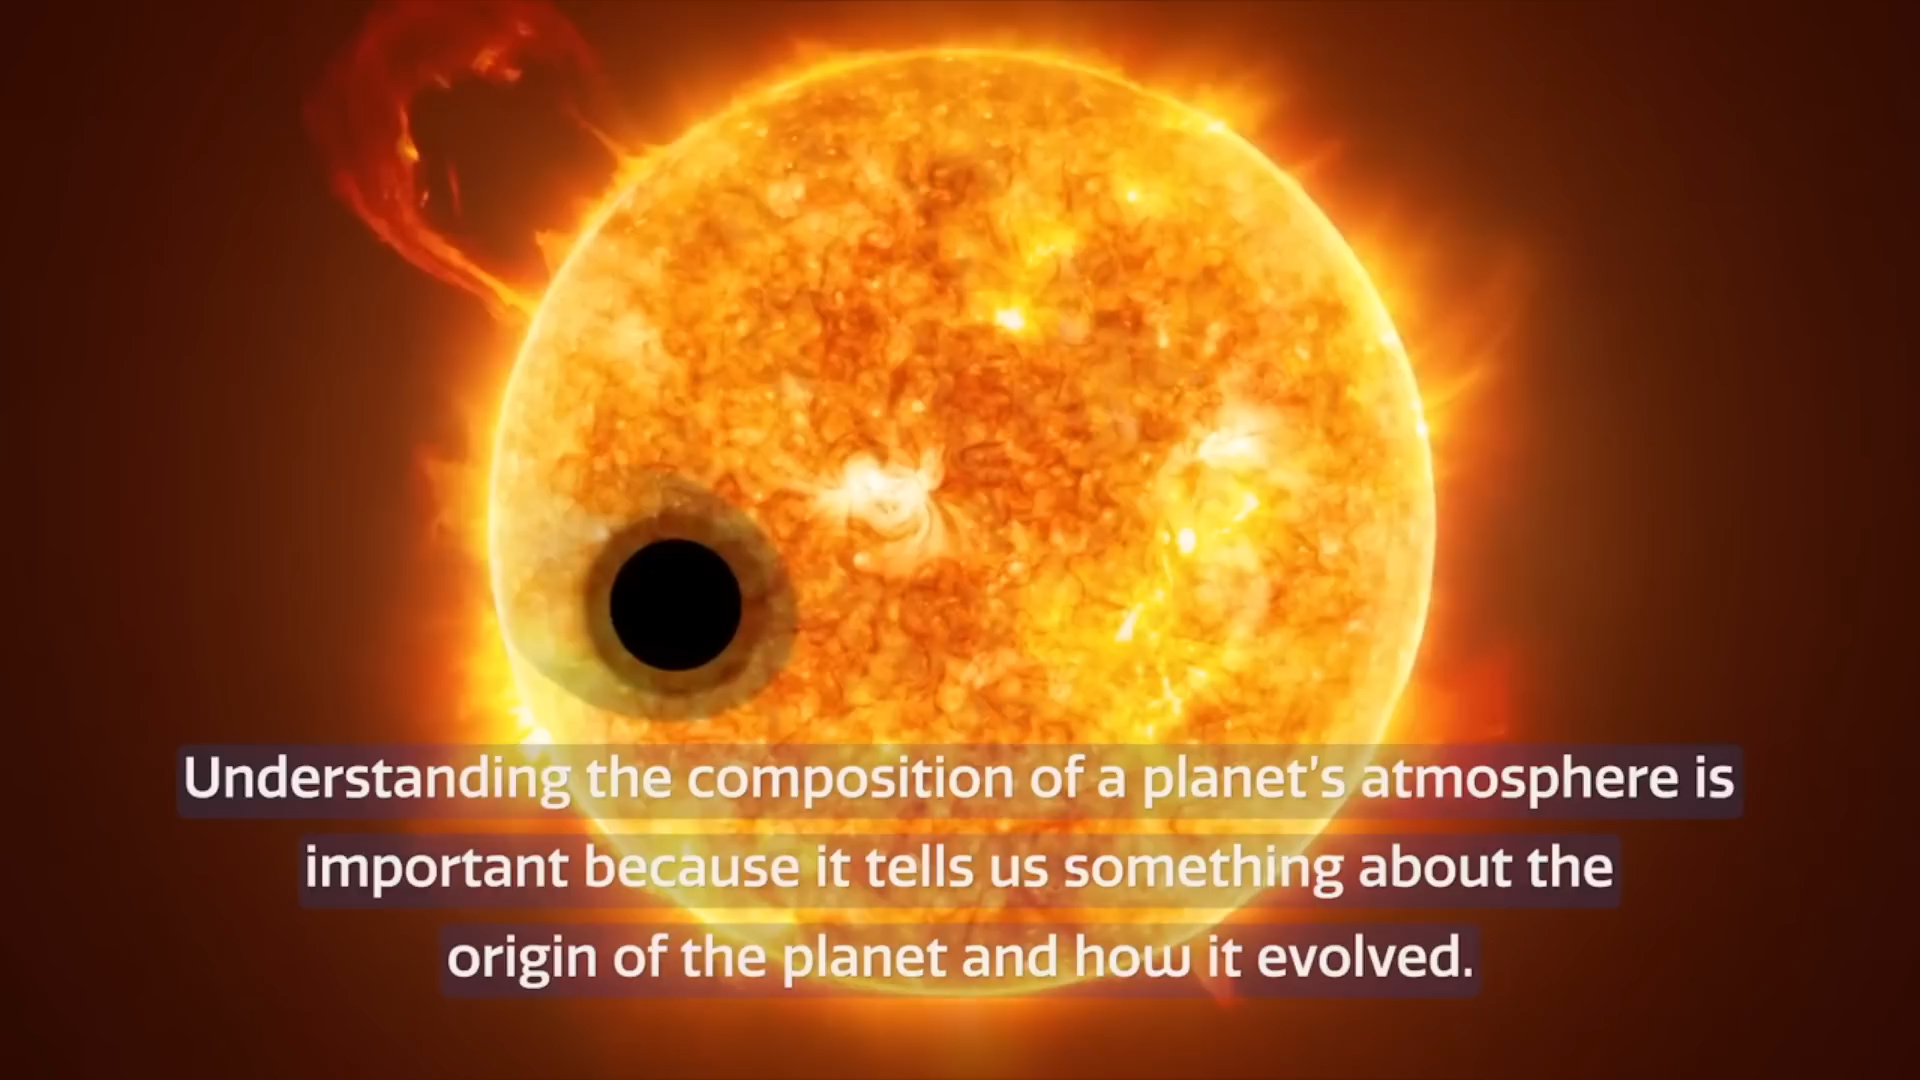 Understanding the composition of a planet’s atmosphere is
important because it tells us something about the
origin of the planet and how it evolved.